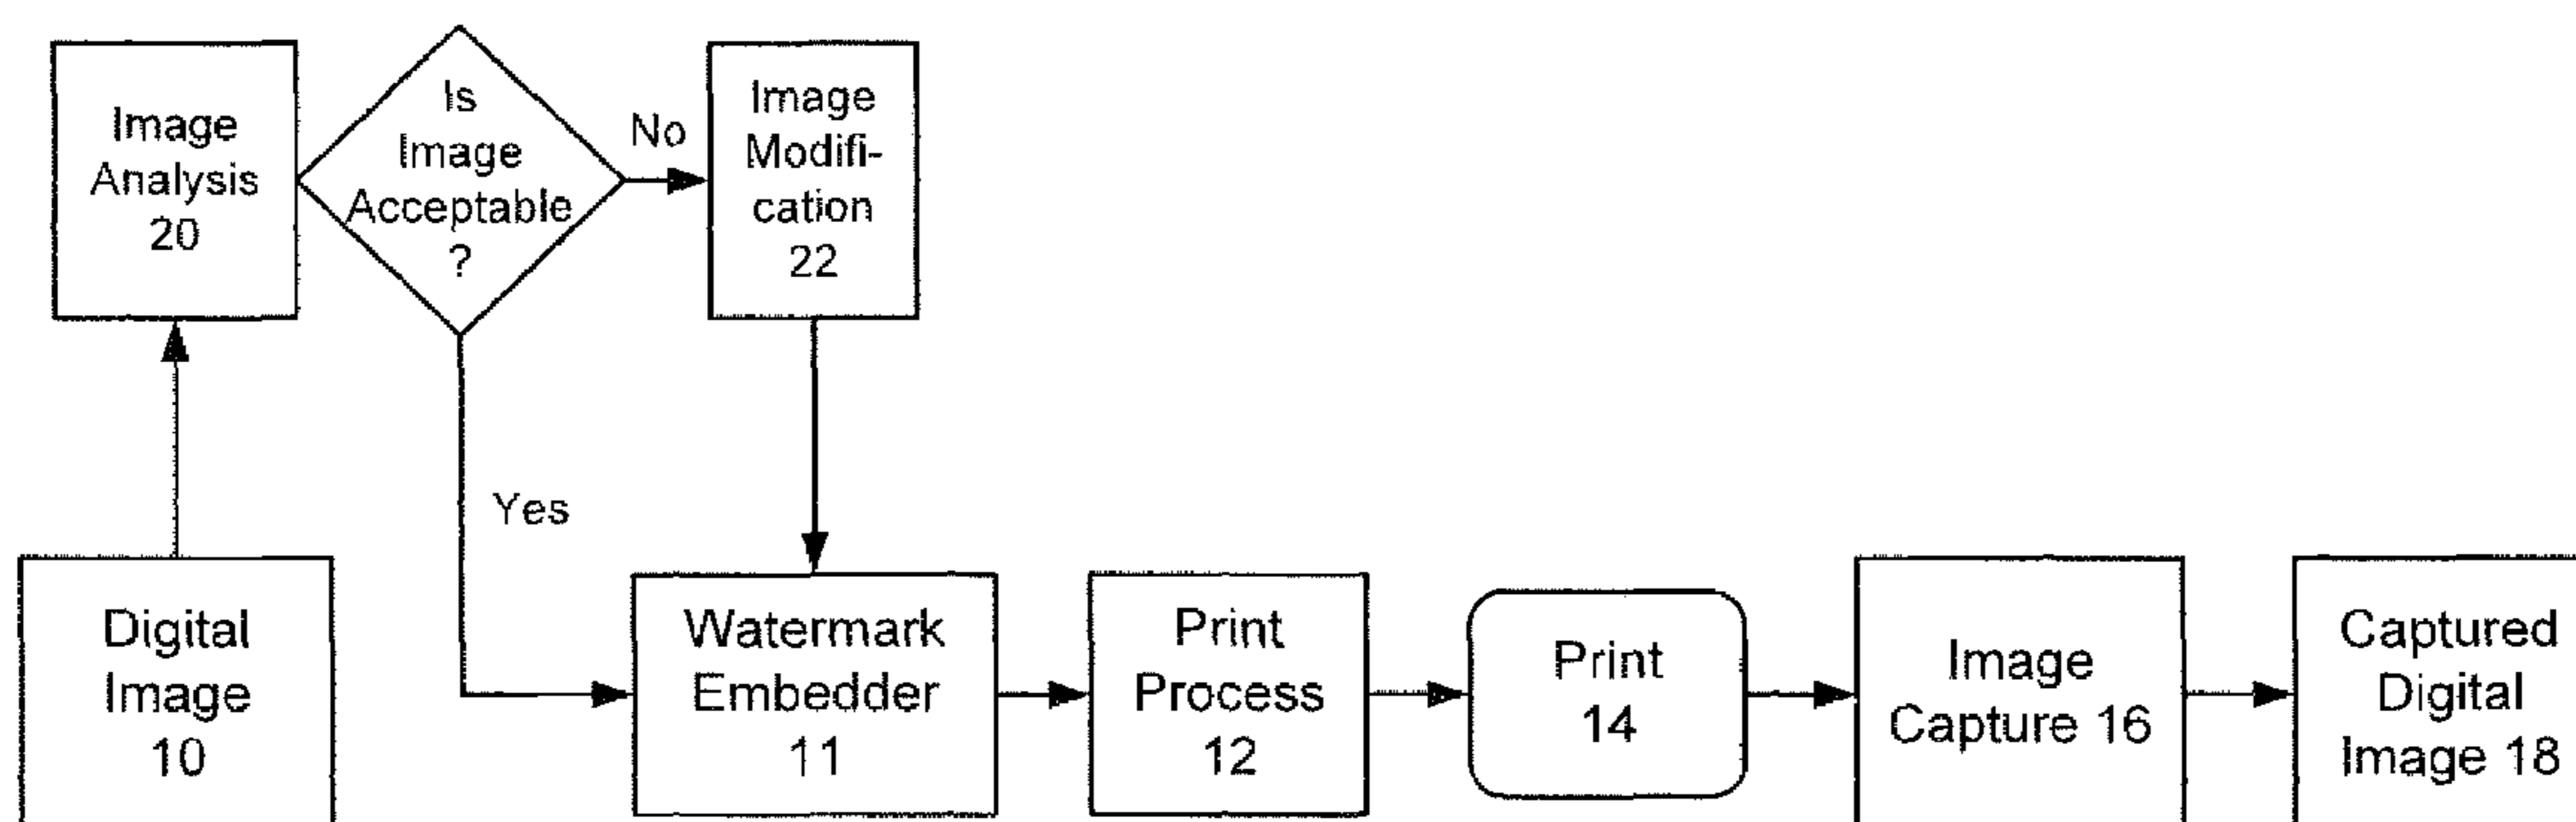 Image
Analysis
20
Is
Image
Acceptable
?
No
Image
Modifi-
cation
22
Yes
Digital
Image
10
Watermark
Embedder
11
Print
Process
12
Print
14
Image
Capture 16
Captured
Digital
Image 18